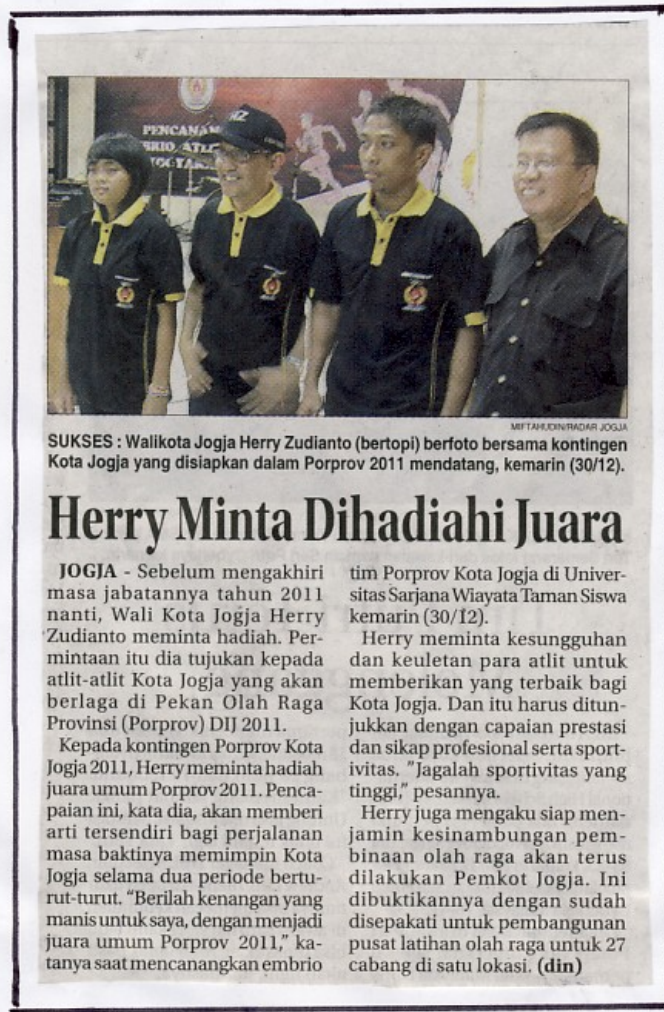 PENCANAN
BRIO ATL
OGYAK
MIFTAHUDIN/RADAR JOGJA
SUKSES : Walikota Jogja Herry Zudianto (bertopi) berfoto bersama kontingen
Kota Jogja yang disiapkan dalam Porprov 2011 mendatang, kemarin (30/12).
Herry Minta Dihadiahi Juara
JOGJA - Sebelum mengakhiri
masa jabatannya tahun 2011
nanti, Wali Kota Jogja Herry
Zudianto meminta hadiah. Per-
mintaan itu dia tujukan kepada
atlit-atlit Kota Jogja yang akan
berlaga di Pekan Olah Raga
Provinsi (Porprov) DIJ 2011.
Kepada kontingen Porprov Kota
Jogja 2011, Herry meminta hadiah
juara umum Porprov 2011. Penca-
paian ini, kata dia, akan memberi
arti tersendiri bagi perjalanan
masa baktinya memimpin Kota
Jogja selama dua periode bertu-
rut-turut. "Berilah kenangan yang
manis untuk saya, dengan menjadi
juara umum Porprov 2011," ka-
tanya saat mencanangkan embrio
tim Porprov Kota Jogja di Univer-
sitas Sarjana Wiayata Taman Siswa
kemarin (30/12).
Herry meminta kesungguhan
dan keuletan para atlit untuk
memberikan yang terbaik bagi
Kota Jogja. Dan itu harus ditun-
jukkan dengan capaian prestasi
dan sikap profesional serta sport-
ivitas. "Jagalah sportivitas yang
tinggi," pesannya.
Herry juga mengaku siap men-
jamin kesinambungan pem-
binaan olah raga akan terus
dilakukan Pemkot Jogja. Ini
dibuktikannya dengan sudah
disepakati untuk pembangunan
pusat latihan olah raga untuk 27
cabang di satu lokasi. (din)